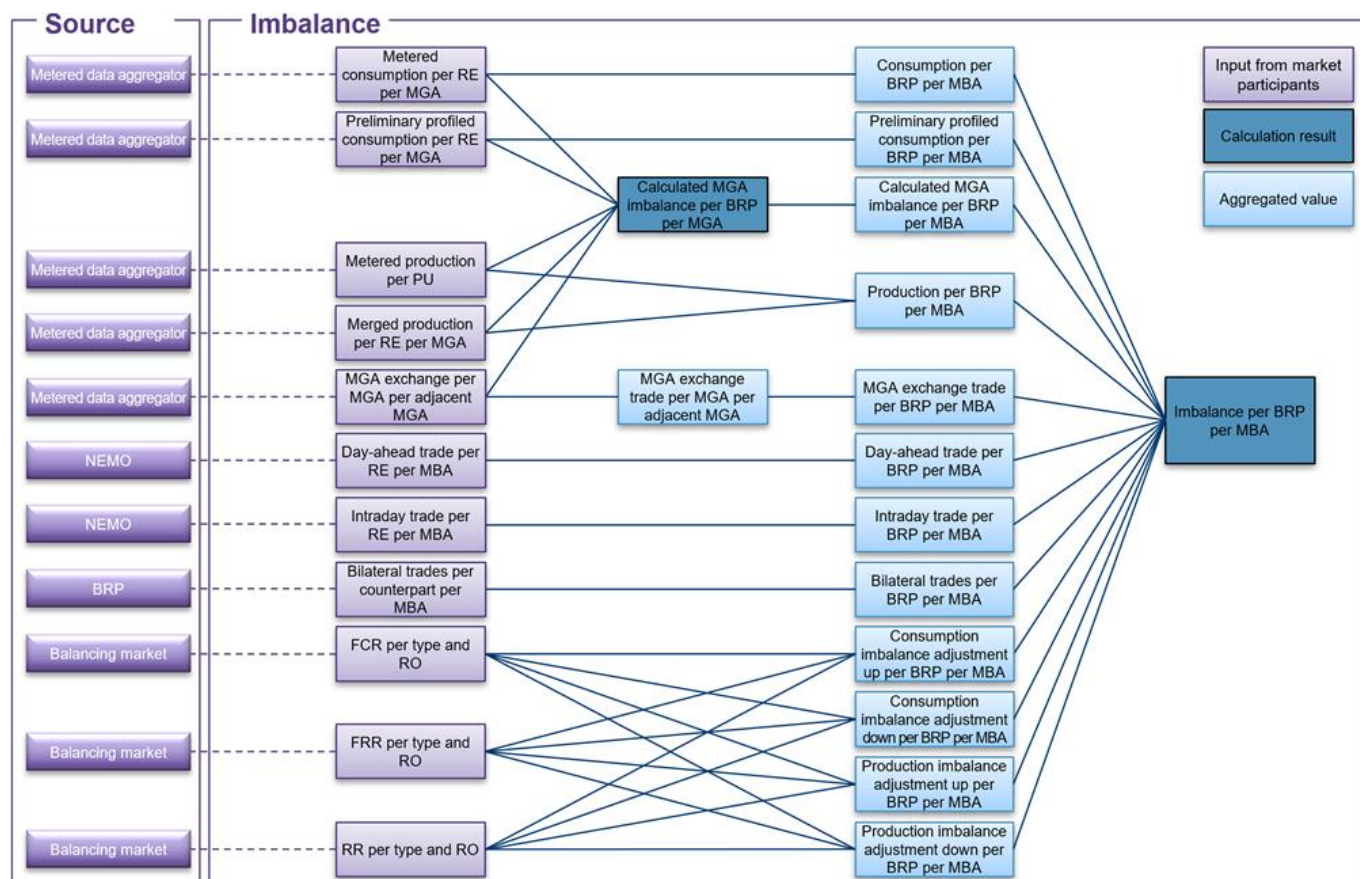 Source
Imbalance
Metered data aggregator
Metered
consumption per RE
per MGA
Consumption per
BRP per MBA
Input from market
participants
Metered data aggregator
Preliminary profiled
consumption per RE
per MGA
Preliminary profiled
consumption per
BRP per MBA
Calculation result
Calculated MGA
imbalance per BRP
per MGA
Calculated MGA
imbalance per BRP
per MBA
Aggregated value
Metered data aggregator
Metered production
per PU
Production per BRP
per MBA
Metered data aggregator
Merged production
per RE per MGA
Metered data aggregator
MGA exchange per
MGA per adjacent
MGA
MGA exchange
trade per MGA per
adjacent MGA
MGA exchange trade
per BRP per MBA
Imbalance per BRP
per MBA
NEMO
Day-ahead trade per
RE per MBA
Day-ahead trade per
BRP per MBA
NEMO
Intraday trade per
RE per MBA
Intraday trade per
BRP per MBA
BRP
Bilateral trades per
counterpart per
MBA
Bilateral trades per
BRP per MBA
Balancing market
FCR per type and
RO
Consumption
imbalance adjustment
up per BRP per MBA
Consumption
imbalance adjustment
down per BRP per MBA
Balancing market
FRR per type and
RO
Production imbalance
adjustment up per
BRP per MBA
Balancing market
RR per type and RO
Production imbalance
adjustment down per
BRP per MBA